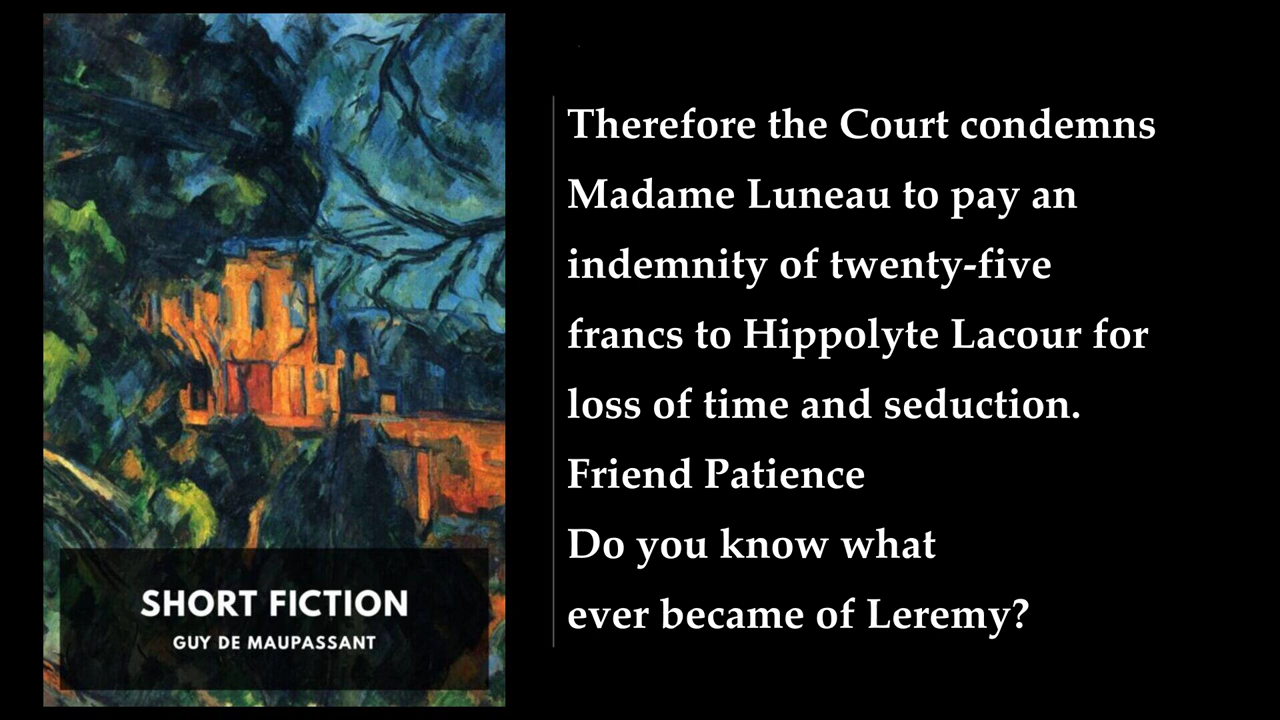 Therefore the Court condemns
Madame Luneau to pay an
indemnity of twenty-five
francs to Hippolyte Lacour for
loss of time and seduction.
Friend Patience
Do you know what
ever became of Leremy?
SHORT FICTION
GUY DE MAUPASSANT